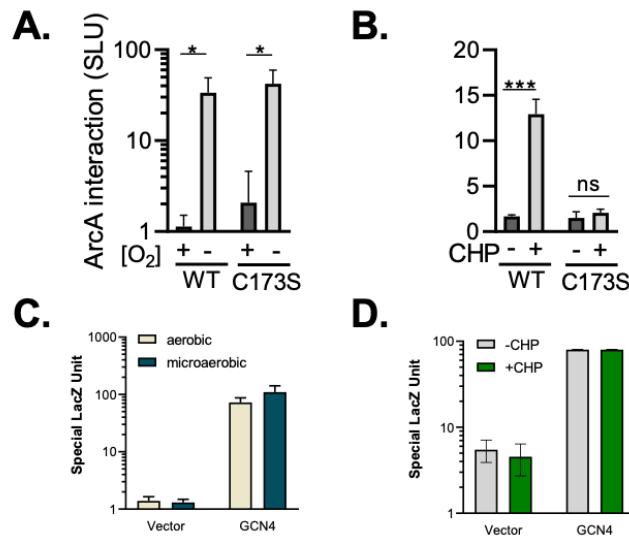 A.
ArcA interaction (SLU)
100
10
1
*
*
[O₂]
+ - + -
WT C173S
B.
20
15
10
5
0
***
ns
CHP
- + - +
WT C173S
C.
Special LacZ Unit
1000
100
10
1
aerobic
microaerobic
Vector GCN4
D.
Special LacZ Unit
100
10
1
-CHP
+CHP
Vector GCN4